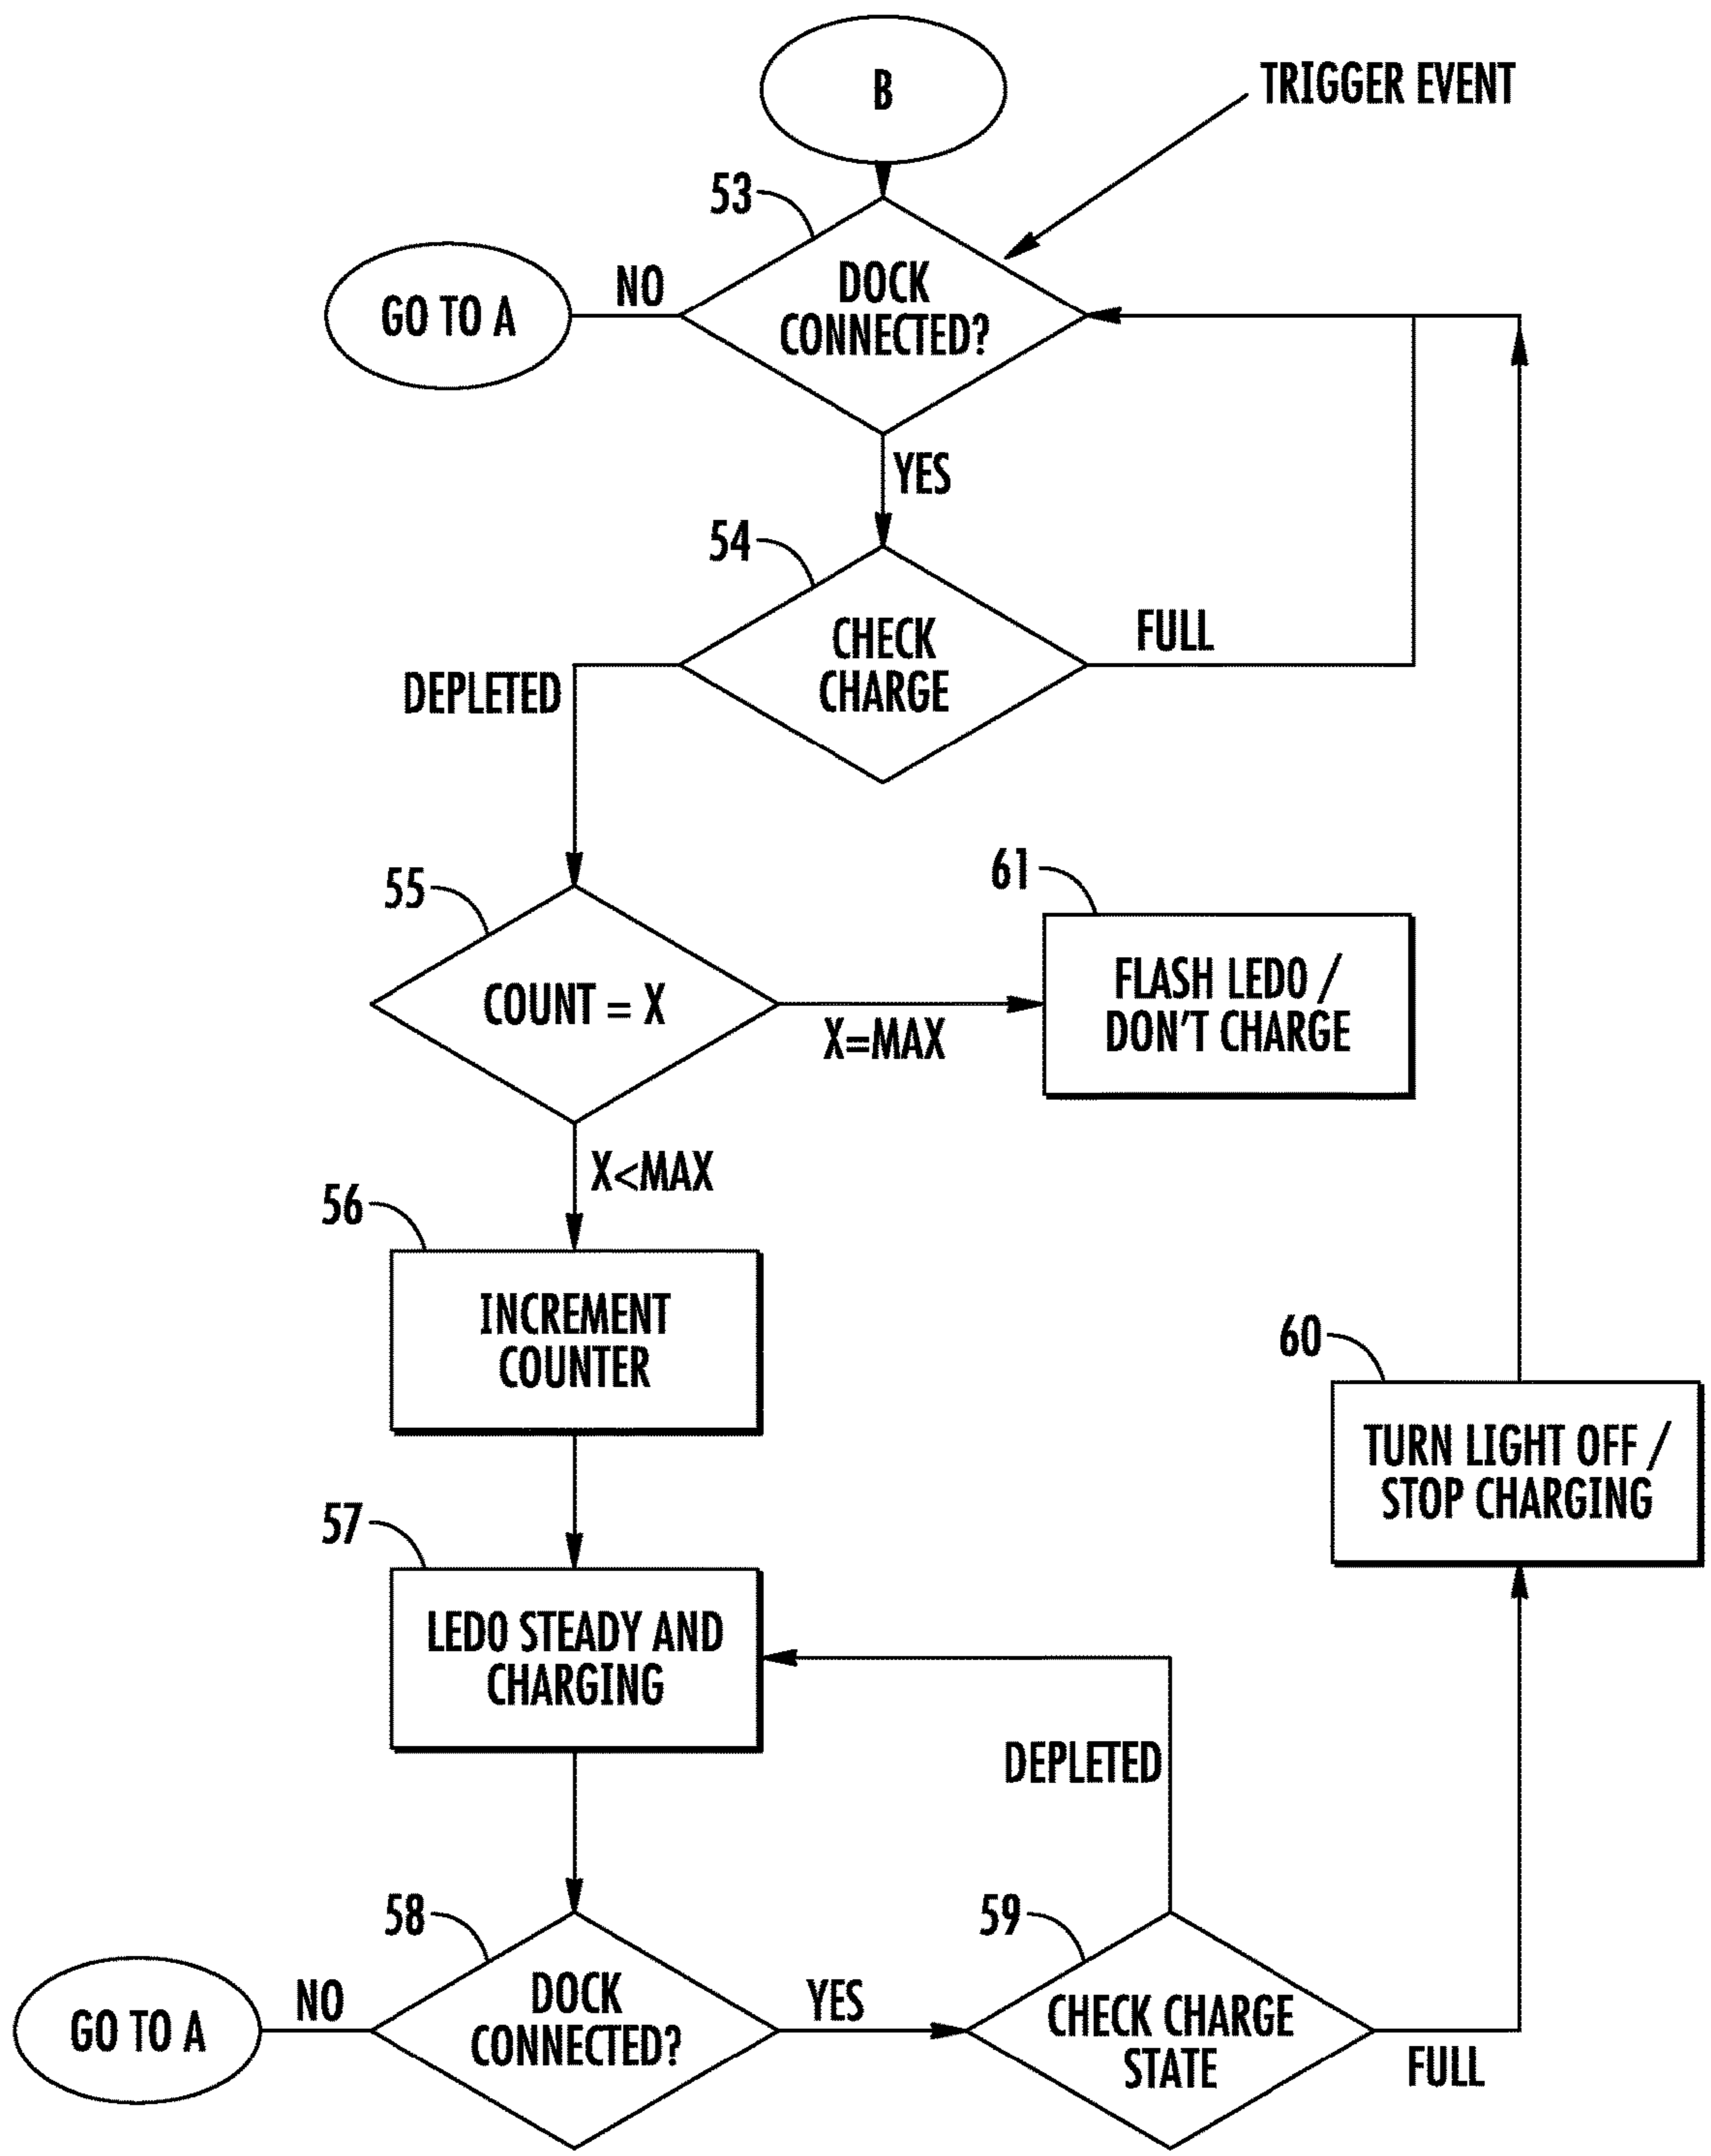 B
TRIGGER EVENT
53
GO TO A
NO
DOCK
CONNECTED?
YES
54
CHECK
CHARGE
FULL
DEPLETED
55
COUNT = X
X=MAX
61
FLASH LEDO /
DON'T CHARGE
X<MAX
56
INCREMENT
COUNTER
60
TURN LIGHT OFF /
STOP CHARGING
57
LEDO STEADY AND
CHARGING
DEPLETED
58
GO TO A
NO
DOCK
CONNECTED?
YES
59
CHECK CHARGE
STATE
FULL